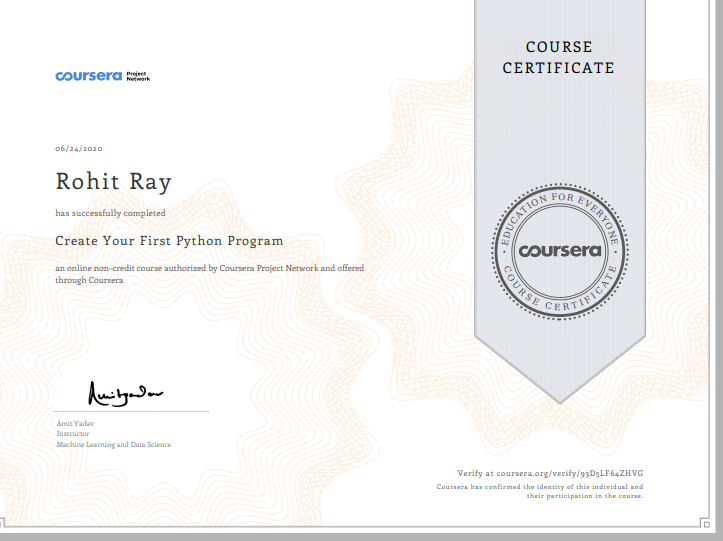 coursera Project Network
06/24/2020
Rohit Ray
has successfully completed
Create Your First Python Program
an online non-credit course authorized by Coursera Project Network and offered
through Coursera
Amit Yadav
Amit Yadav
Instructor
Machine Learning and Data Science
COURSE
CERTIFICATE
EDUCATION FOR EVERYONE
coursera
COURSE CERTIFICATE
Verify at coursera.org/verify/93D5LF64ZHVG
Coursera has confirmed the identity of this individual and
their participation in the course.